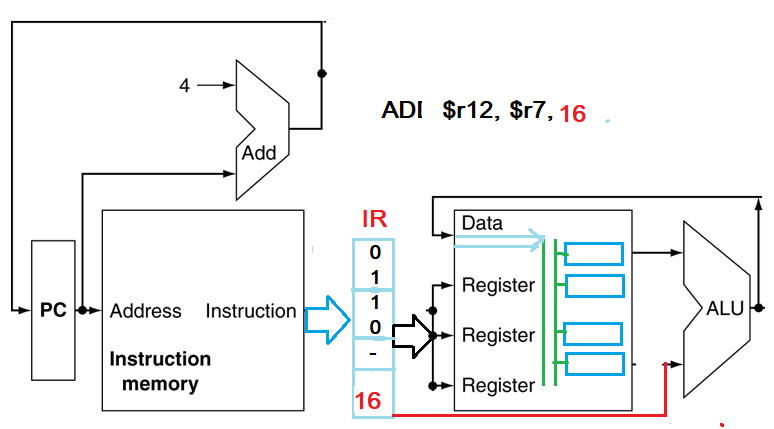 4
Add
ADI $r12, $r7, 16
IR
0
1
1
0
-
16
PC
Address Instruction
Instruction
memory
Data
Register
Register
Register
ALU